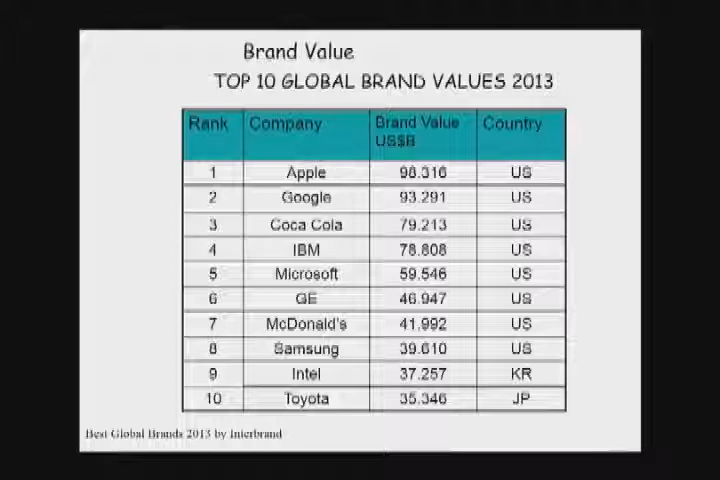 Brand Value
TOP 10 GLOBAL BRAND VALUES 2013
Rank Company Brand Value US$B Country
1 Apple 98.316 US
2 Google 93.291 US
3 Coca Cola 79.213 US
4 IBM 78.808 US
5 Microsoft 59.546 US
6 GE 46.947 US
7 McDonald's 41.992 US
8 Samsung 39.610 US
9 Intel 37.257 KR
10 Toyota 35.346 JP
Best Global Brands 2013 by Interbrand